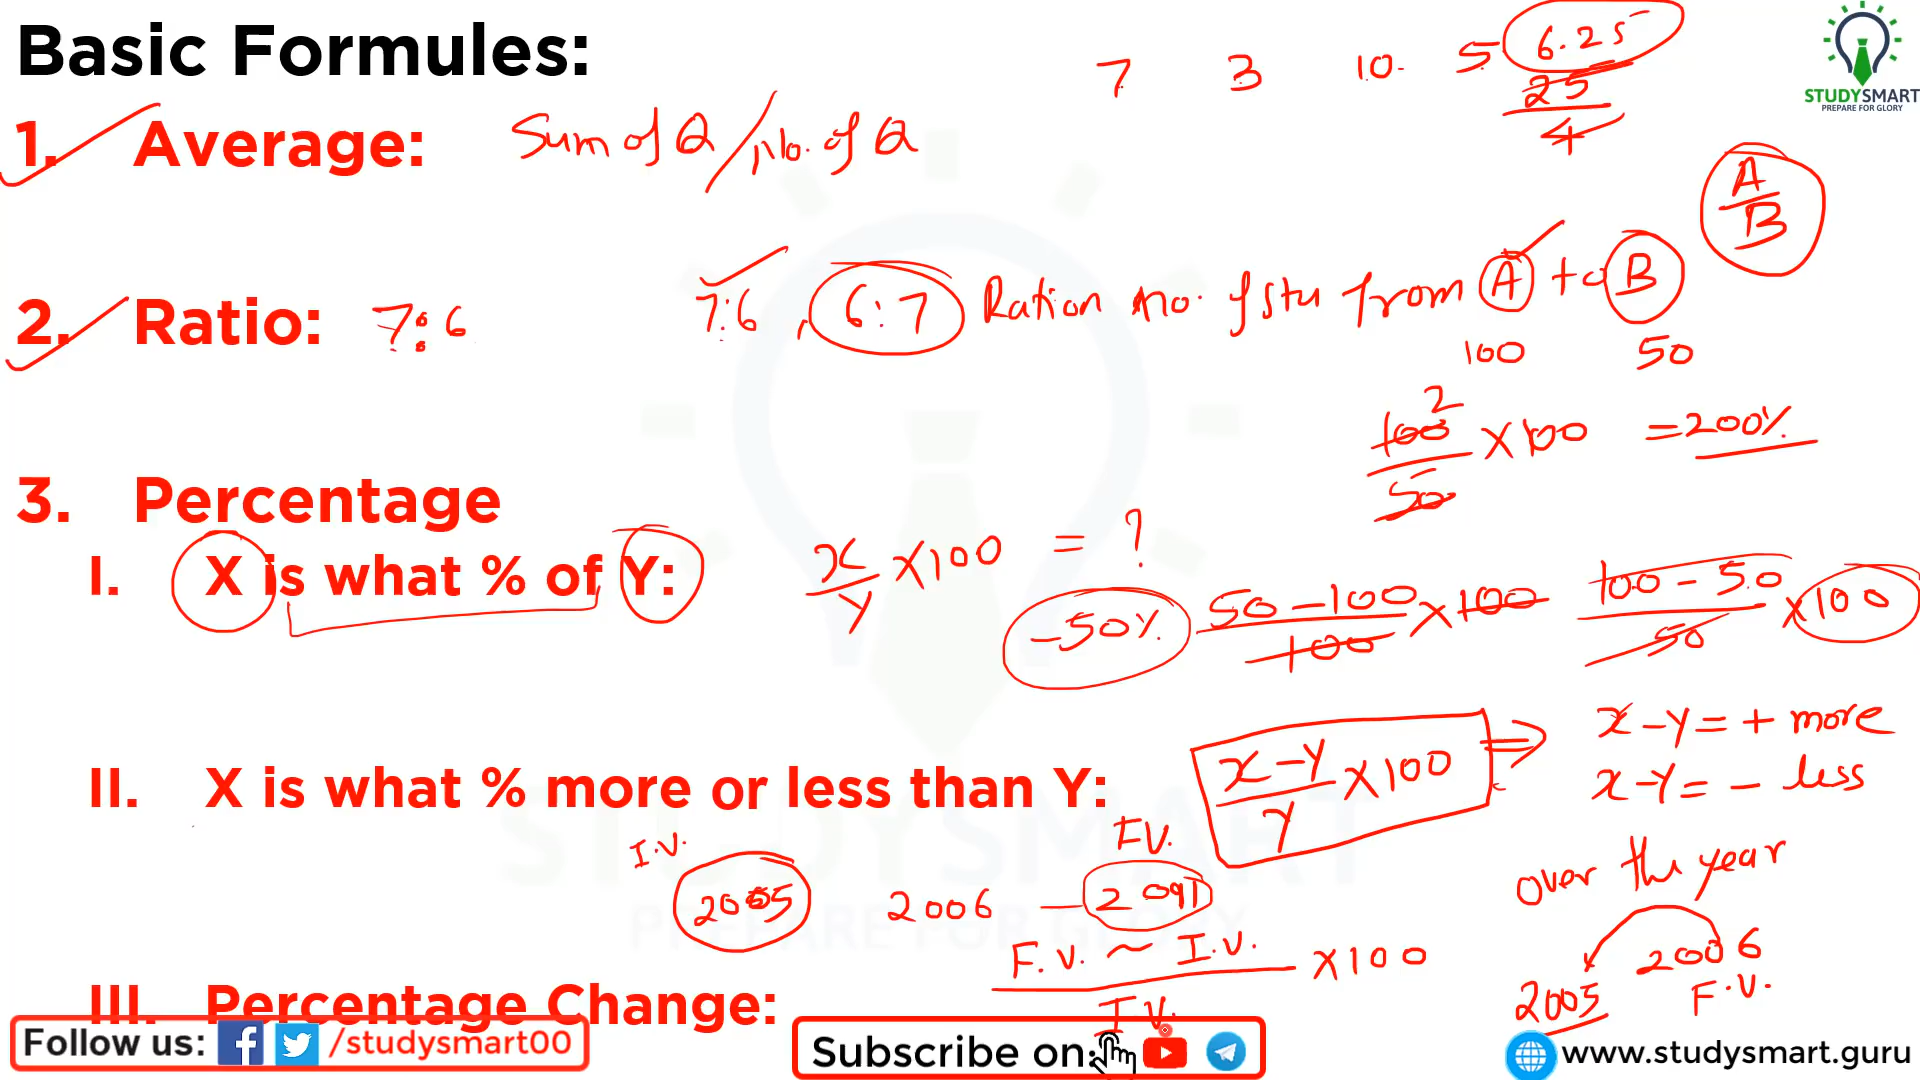 Basic Formules:
7 3 10 5 6.25
25
4
STUDYSMART
PREPARE FOR GLORY
1. Average: Sum of Q / No. of Q
A
B
2. Ratio: 7:6 7:6, 6:7 Ration no. of stu from A to B
100 50
2
100
50 × 100 = 200%
3. Percentage
I. X is what % of Y: x/y × 100 = ?
-50% 50 - 100 / 100 × 100 100 - 50 / 50 × 100
x - y = + more
II. X is what % more or less than Y: x - y / y × 100 ⇒ x - y = - less
STUDYSMART
PREPARE FOR GLORY
I.V. F.V. over the year
2005 2006 —
2005 2006
F.V.
III. Percentage Change: F.V. ~ I.V. / I.V. × 100
Follow us: /studysmart00
Subscribe on:
www.studysmart.guru